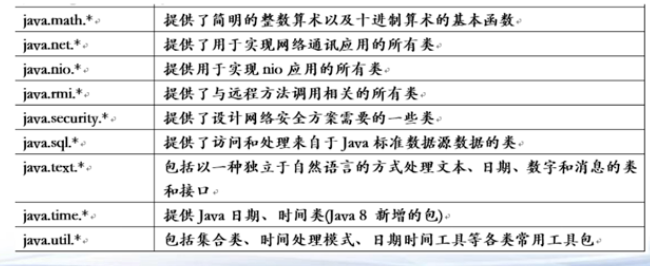 java.math.* 提供了简明的整数算术以及十进制算术的基本函数
java.net.* 提供了用于实现网络通讯应用的所有类
java.nio.* 提供用于实现 nio 应用的所有类
java.rmi.* 提供了与远程方法调用相关的所有类
java.security.* 提供了设计网络安全方案需要的一些类
java.sql.* 提供了访问和处理来自于 Java 标准数据源数据的类
java.text.* 包括以一种独立于自然语言的方式处理文本、日期、数字和消息的类
和接口
java.time.* 提供 Java 日期、时间类(Java 8 新增的包)
java.util.* 包括集合类、时间处理模式、日期时间工具等各类常用工具包